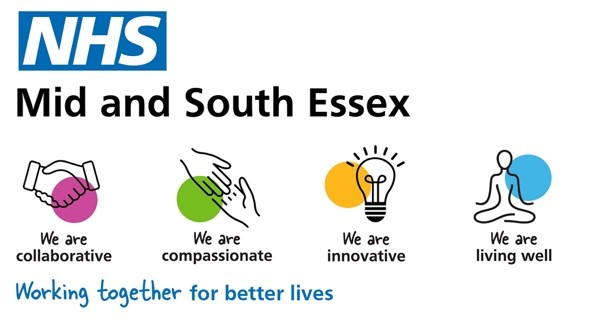 NHS
Mid and South Essex
We are
collaborative
We are
compassionate
We are
innovative
We are
living well
Working together for better lives